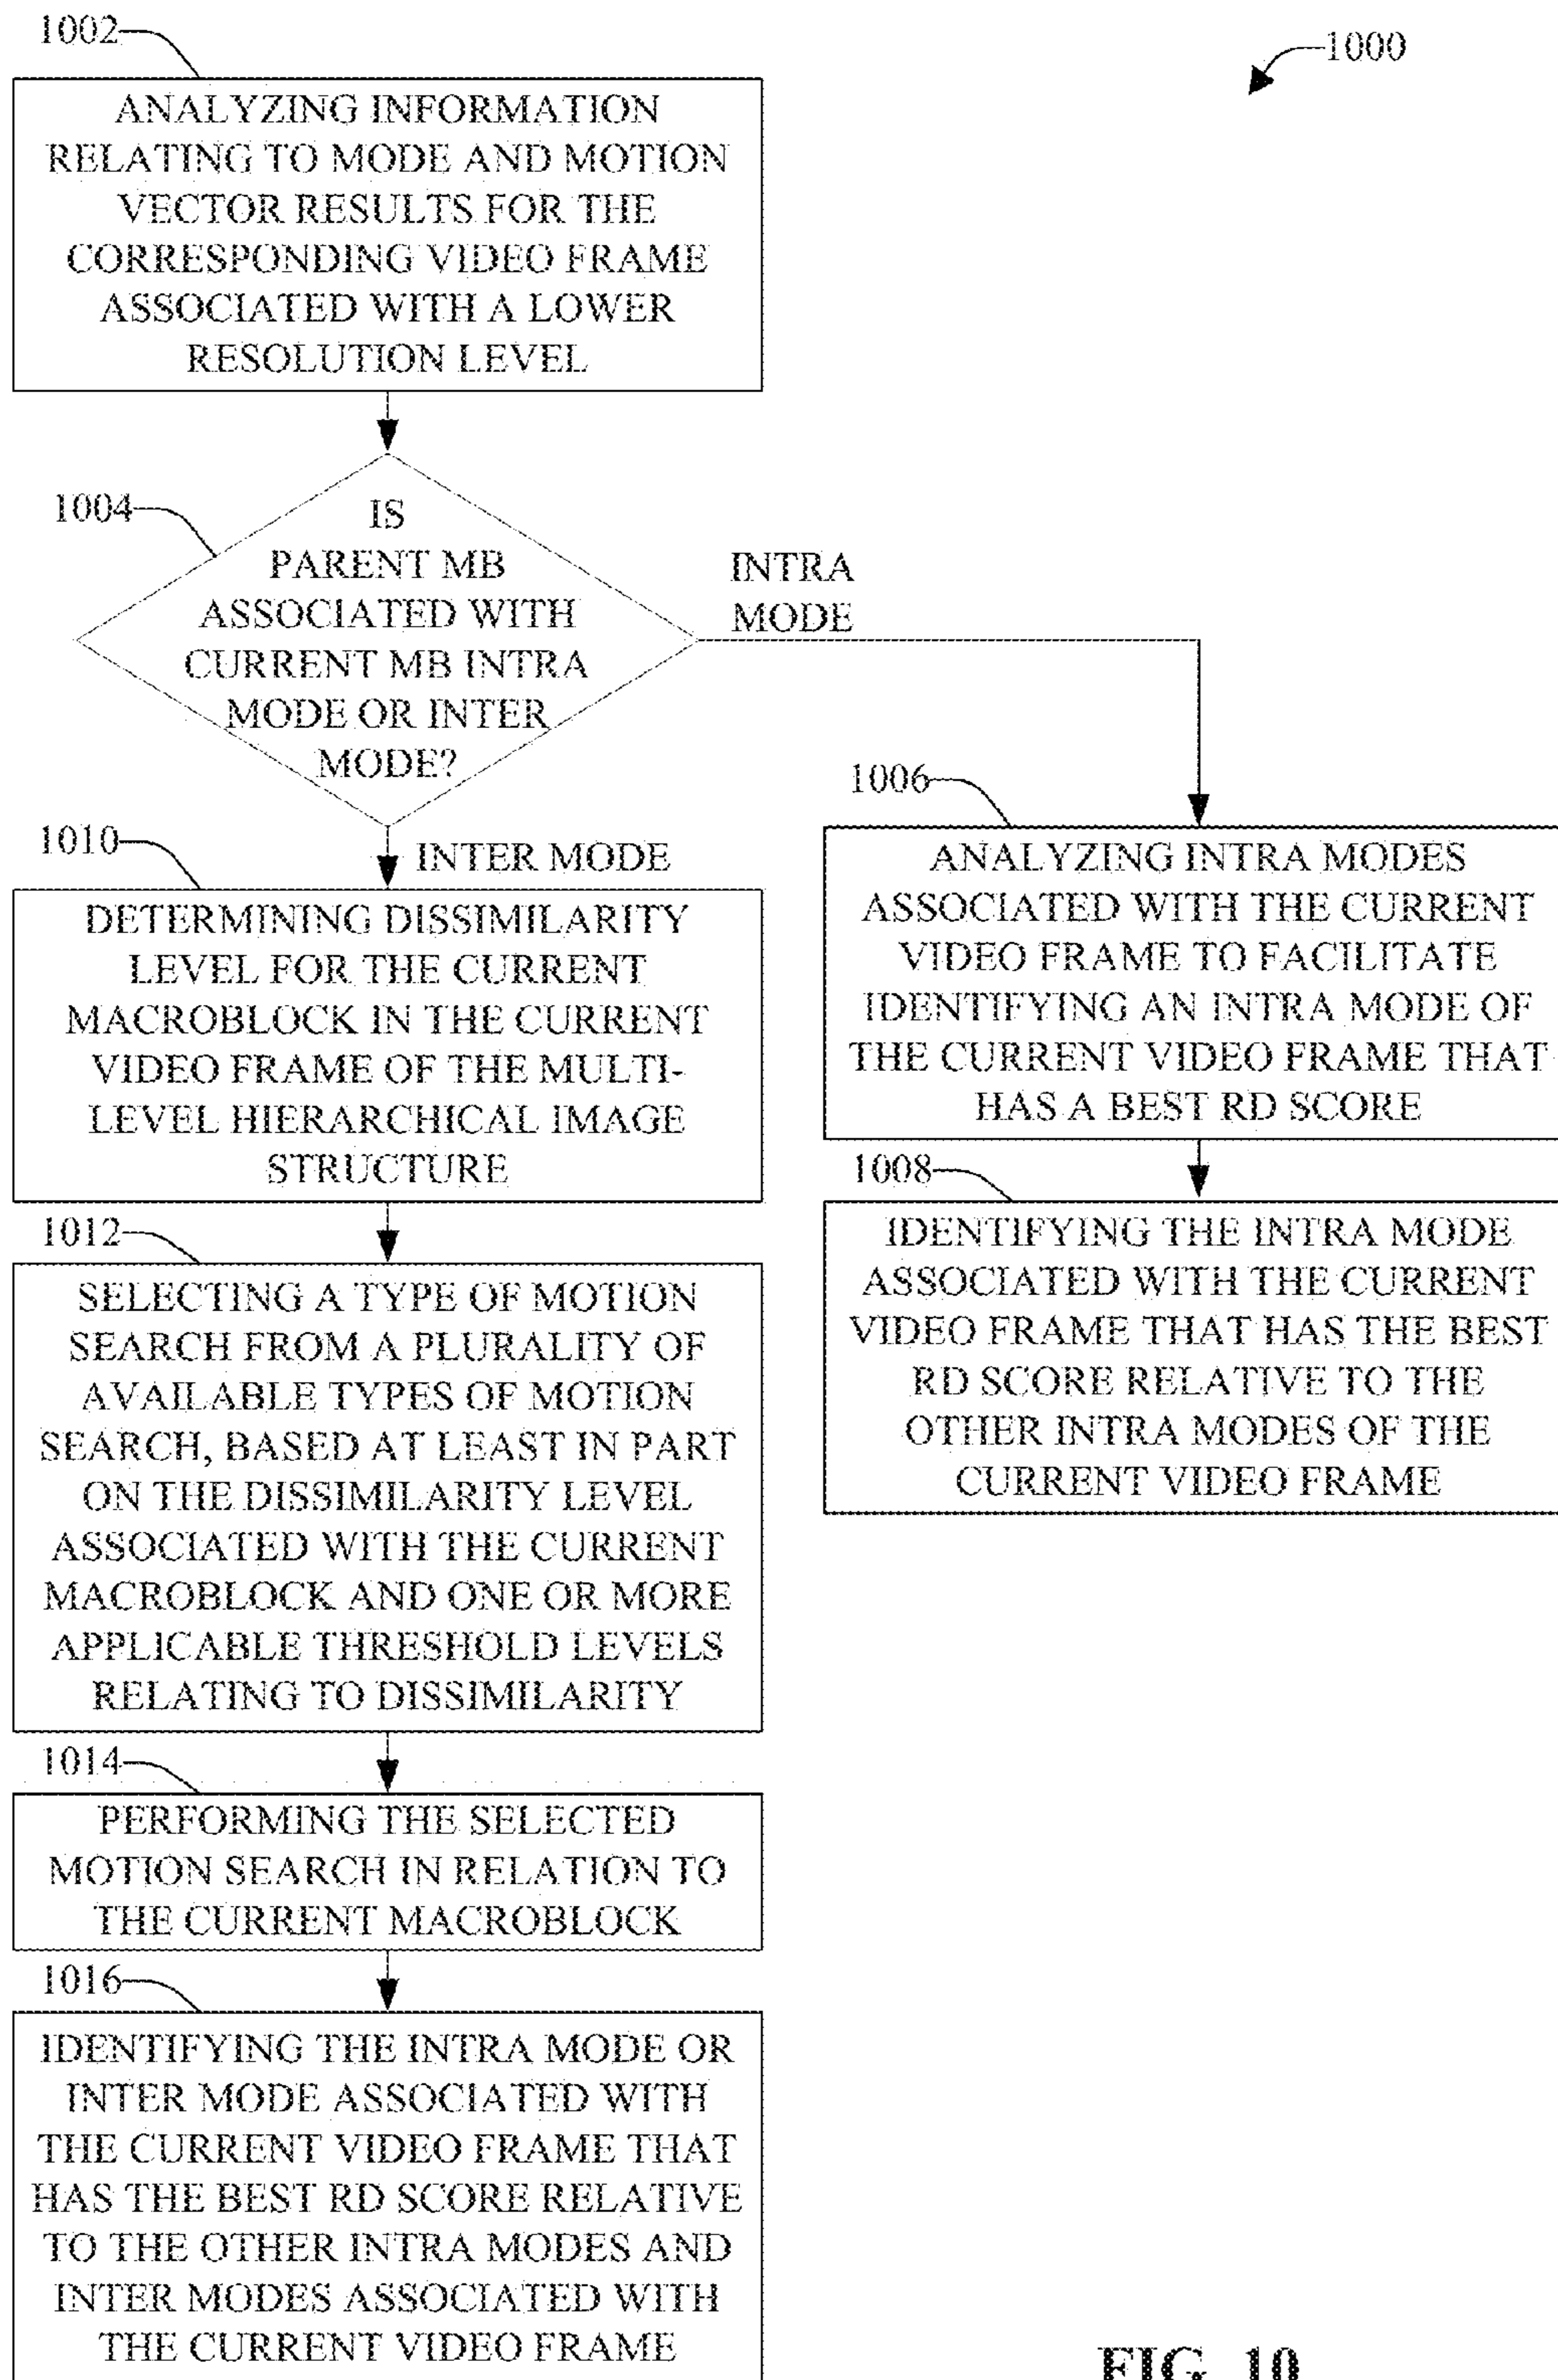 1002
1000
ANALYZING INFORMATION
RELATING TO MODE AND MOTION
VECTOR RESULTS FOR THE
CORRESPONDING VIDEO FRAME
ASSOCIATED WITH A LOWER
RESOLUTION LEVEL
1004
IS
PARENT MB
ASSOCIATED WITH
CURRENT MB INTRA
MODE OR INTER
MODE?
INTRA
MODE
1006
ANALYZING INTRA MODES
ASSOCIATED WITH THE CURRENT
VIDEO FRAME TO FACILITATE
IDENTIFYING AN INTRA MODE OF
THE CURRENT VIDEO FRAME THAT
HAS A BEST RD SCORE
1008
IDENTIFYING THE INTRA MODE
ASSOCIATED WITH THE CURRENT
VIDEO FRAME THAT HAS THE BEST
RD SCORE RELATIVE TO THE
OTHER INTRA MODES OF THE
CURRENT VIDEO FRAME
1010
INTER MODE
DETERMINING DISSIMILARITY
LEVEL FOR THE CURRENT
MACROBLOCK IN THE CURRENT
VIDEO FRAME OF THE MULTI-
LEVEL HIERARCHICAL IMAGE
STRUCTURE
1012
SELECTING A TYPE OF MOTION
SEARCH FROM A PLURALITY OF
AVAILABLE TYPES OF MOTION
SEARCH, BASED AT LEAST IN PART
ON THE DISSIMILARITY LEVEL
ASSOCIATED WITH THE CURRENT
MACROBLOCK AND ONE OR MORE
APPLICABLE THRESHOLD LEVELS
RELATING TO DISSIMILARITY
1014
PERFORMING THE SELECTED
MOTION SEARCH IN RELATION TO
THE CURRENT MACROBLOCK
1016
IDENTIFYING THE INTRA MODE OR
INTER MODE ASSOCIATED WITH
THE CURRENT VIDEO FRAME THAT
HAS THE BEST RD SCORE RELATIVE
TO THE OTHER INTRA MODES AND
INTER MODES ASSOCIATED WITH
THE CURRENT VIDEO FRAME
FIG. 10